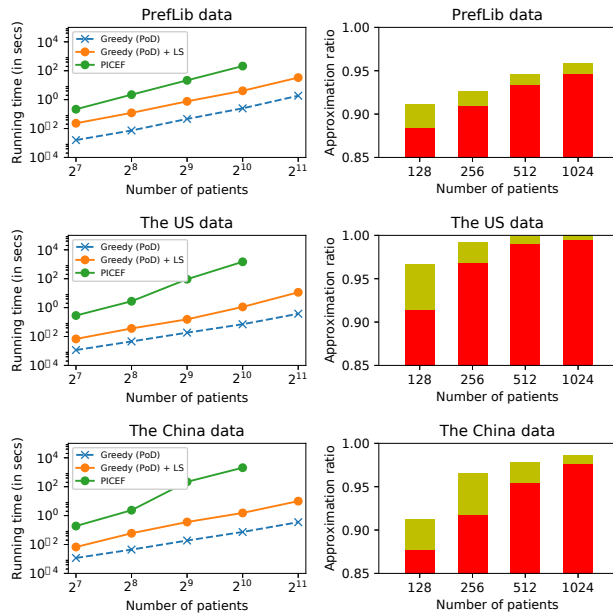 PrefLib data
Running time (in secs)
10^4
10^2
10^0
10^▯2
10^▯4
Greedy (PoD)
Greedy (PoD) + LS
PICEF
2^7 2^8 2^9 2^10 2^11
Number of patients
PrefLib data
Approximation ratio
1.00
0.95
0.90
0.85
128 256 512 1024
Number of patients
The US data
Running time (in secs)
10^4
10^2
10^0
10^▯2
10^▯4
Greedy (PoD)
Greedy (PoD) + LS
PICEF
2^7 2^8 2^9 2^10 2^11
Number of patients
The US data
Approximation ratio
1.00
0.95
0.90
0.85
128 256 512 1024
Number of patients
The China data
Running time (in secs)
10^4
10^2
10^0
10^▯2
10^▯4
Greedy (PoD)
Greedy (PoD) + LS
PICEF
2^7 2^8 2^9 2^10 2^11
Number of patients
The China data
Approximation ratio
1.00
0.95
0.90
0.85
128 256 512 1024
Number of patients